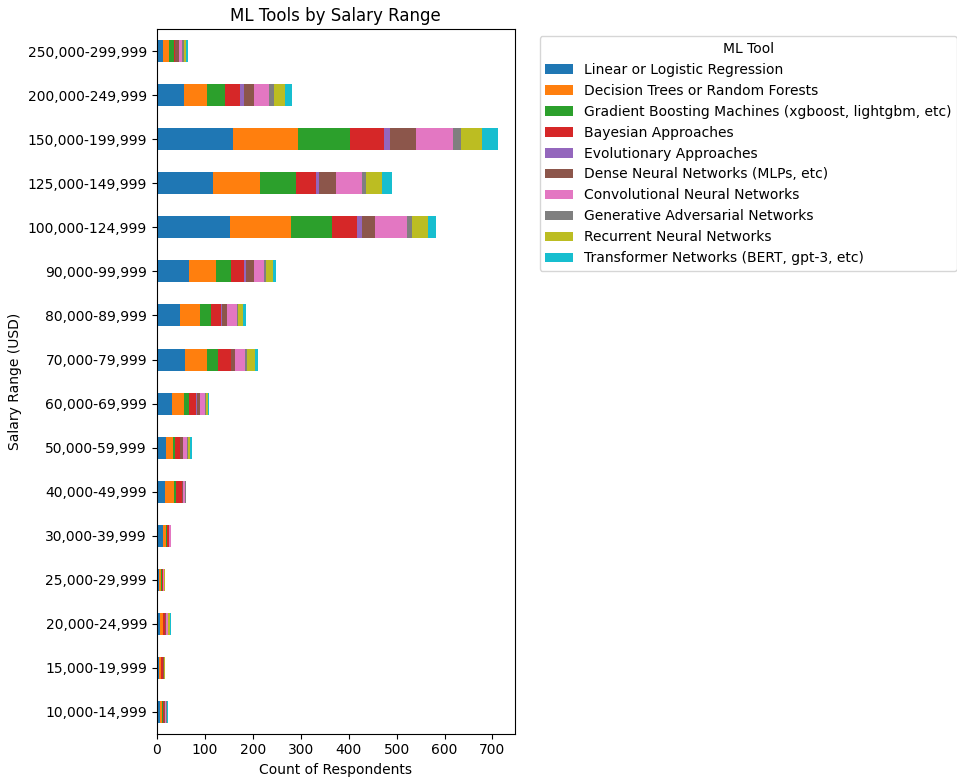 ML Tools by Salary Range
Salary Range (USD)
250,000-299,999
200,000-249,999
150,000-199,999
125,000-149,999
100,000-124,999
90,000-99,999
80,000-89,999
70,000-79,999
60,000-69,999
50,000-59,999
40,000-49,999
30,000-39,999
25,000-29,999
20,000-24,999
15,000-19,999
10,000-14,999
0 100 200 300 400 500 600 700
Count of Respondents
ML Tool
Linear or Logistic Regression
Decision Trees or Random Forests
Gradient Boosting Machines (xgboost, lightgbm, etc)
Bayesian Approaches
Evolutionary Approaches
Dense Neural Networks (MLPs, etc)
Convolutional Neural Networks
Generative Adversarial Networks
Recurrent Neural Networks
Transformer Networks (BERT, gpt-3, etc)